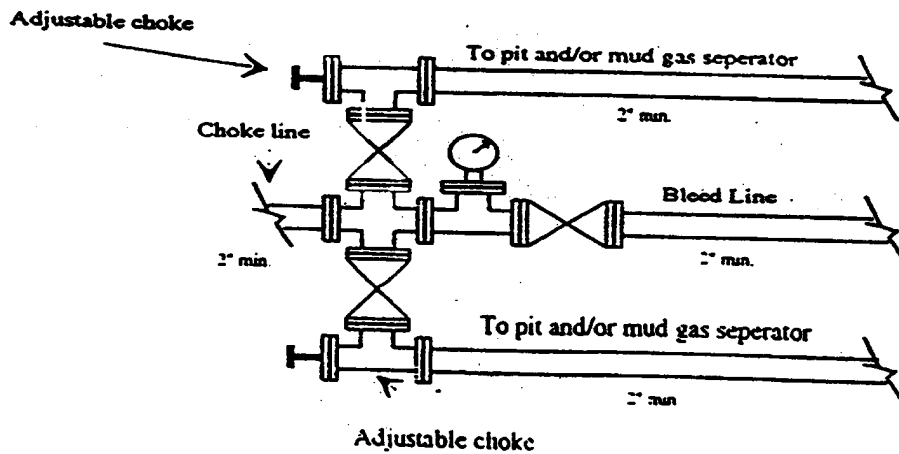 Adjustable choke
To pit and/or mud gas seperator
2" min.
Choke line
Bleed Line
2" min.
2" min.
To pit and/or mud gas seperator
2" min
Adjustable choke